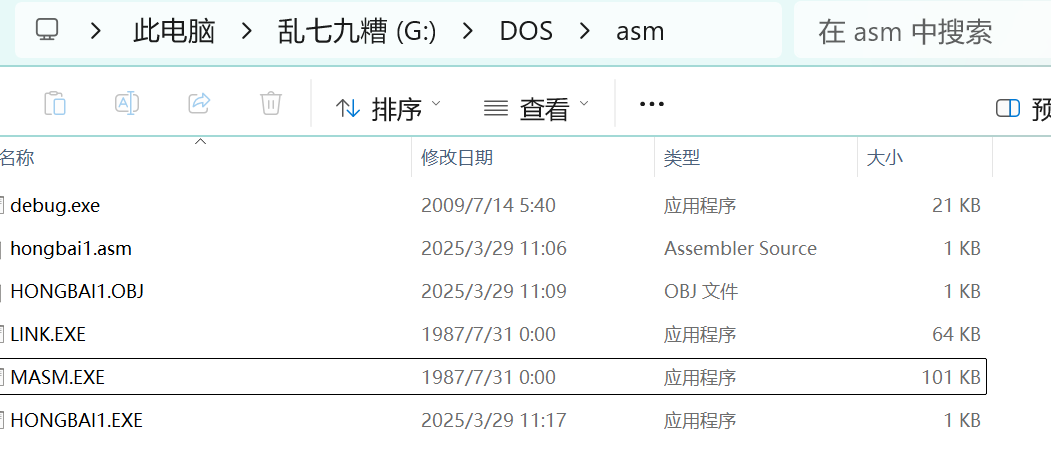 此电脑 > 乱七九糟 (G:) > DOS > asm 在 asm 中搜索
排序 查看 ••• 预
名称 修改日期 类型 大小
debug.exe 2009/7/14 5:40 应用程序 21 KB
hongbai1.asm 2025/3/29 11:06 Assembler Source 1 KB
HONGBAI1.OBJ 2025/3/29 11:09 OBJ 文件 1 KB
LINK.EXE 1987/7/31 0:00 应用程序 64 KB
MASM.EXE 1987/7/31 0:00 应用程序 101 KB
HONGBAI1.EXE 2025/3/29 11:17 应用程序 1 KB